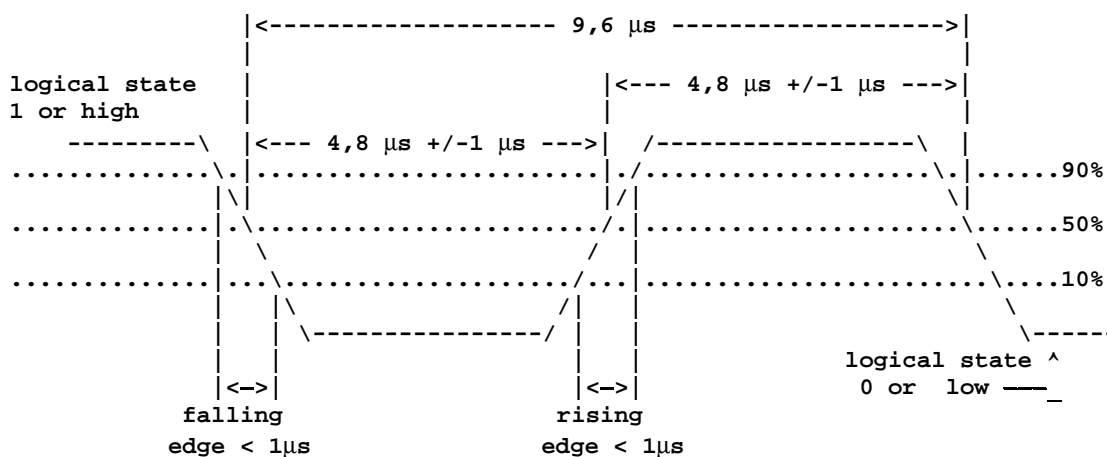 9,6 µs
logical state
1 or high
4,8 µs +/-1 µs
4,8 µs +/-1 µs
90%
50%
10%
logical state
0 or low
falling
edge < 1µs
rising
edge < 1µs